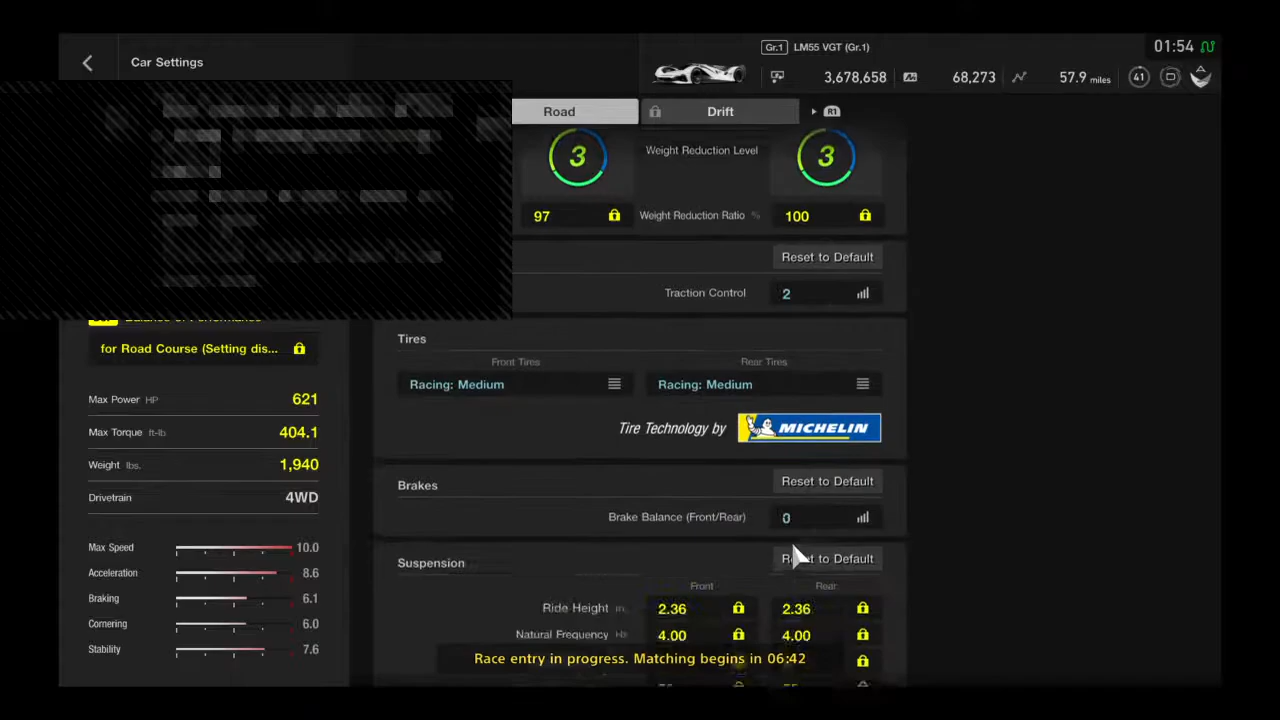 Car Settings
Gr.1 LM55 VGT (Gr.1)
01:54
3,678,658 68,273 57.9 miles 41
Road Drift R1
3 Weight Reduction Level 3
97 Weight Reduction Ratio % 100
Reset to Default
Traction Control 2
Tires
Front Tires Rear Tires
Racing: Medium Racing: Medium
Tire Technology by MICHELIN
Brakes Reset to Default
Brake Balance (Front/Rear) 0
Suspension to Default
Front Rear
Ride Height in. 2.36 2.36
Natural Frequency Hz 4.00 4.00
Race entry in progress. Matching begins in 06:42
for Road Course (Setting dis...
Max Power HP 621
Max Torque ft-lb 404.1
Weight lbs. 1,940
Drivetrain 4WD
Max Speed 10.0
Acceleration 8.6
Braking 6.1
Cornering 6.0
Stability 7.6